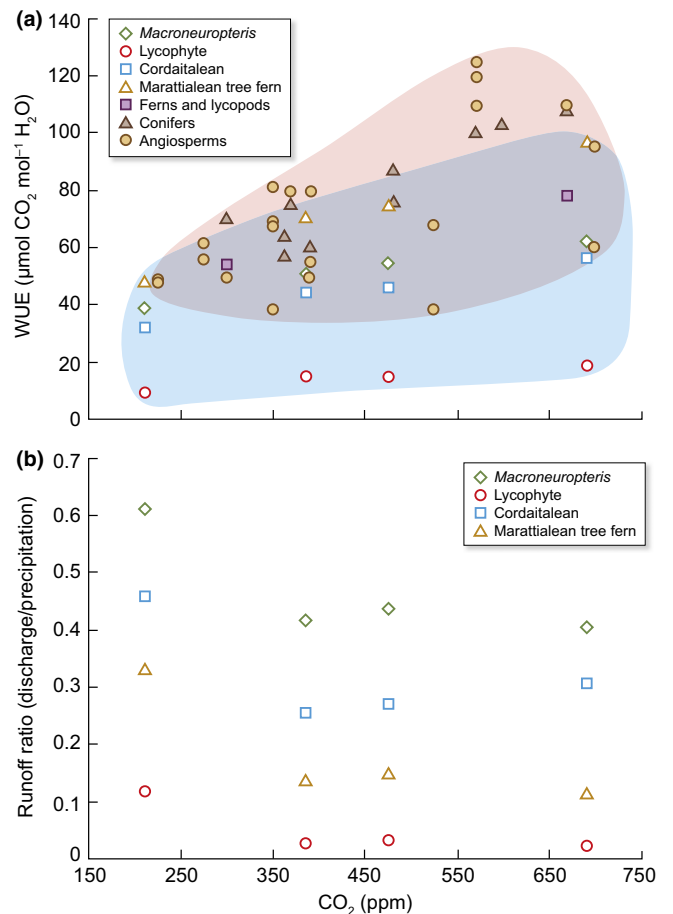 (a)
140
120
100
80
60
40
20
0
WUE (μmol CO₂ mol⁻¹ H₂O)
Macroneuropteris
Lycophyte
Cordaitalean
Marattialean tree fern
Ferns and lycopods
Conifers
Angiosperms
(b)
0.7
0.6
0.5
0.4
0.3
0.2
0.1
0
Runoff ratio (discharge/precipitation)
Macroneuropteris
Lycophyte
Cordaitalean
Marattialean tree fern
150 250 350 450 550 650 750
CO₂ (ppm)